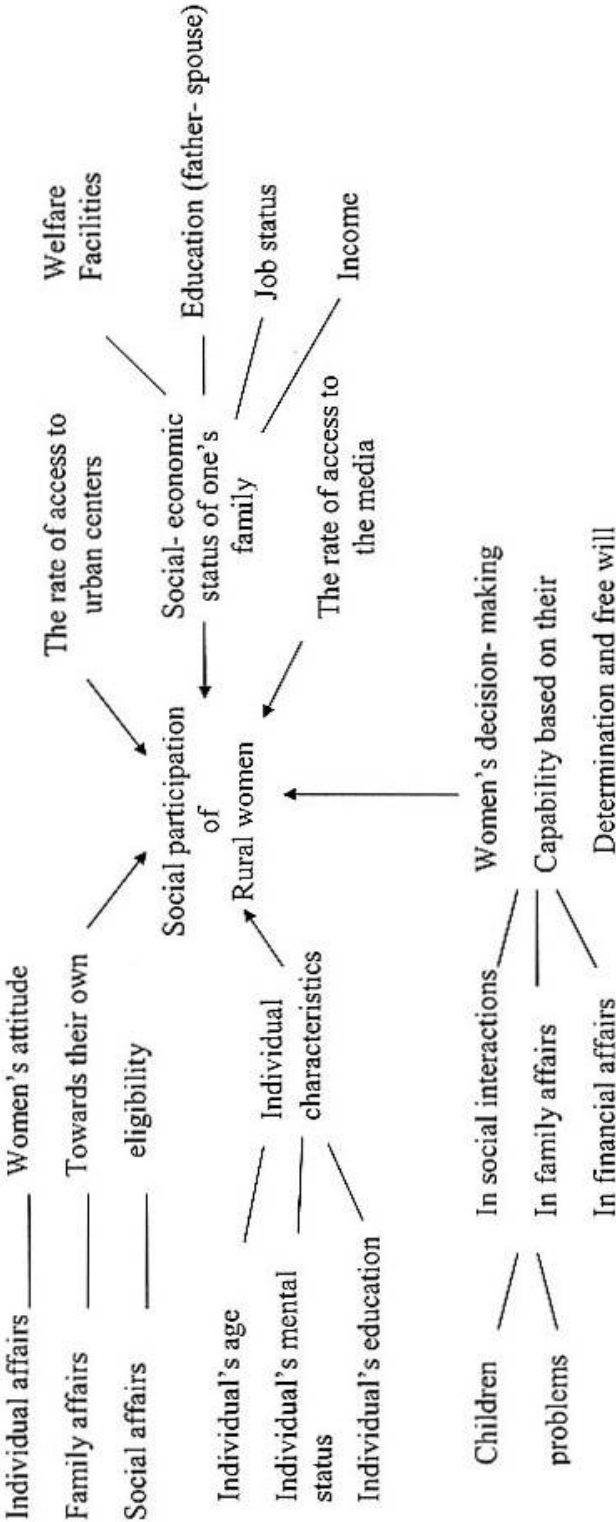 Individual affairs
Family affairs
Social affairs
Women's attitude
Towards their own
eligibility
The rate of access to
urban centers
Welfare
Facilities
Social- economic
status of one's
family
Education (father- spouse)
Job status
Income
The rate of access to
the media
Social participation
of
Rural women
Individual
characteristics
Individual's age
Individual's mental
status
Individual's education
Children
problems
In social interactions
In family affairs
In financial affairs
Women's decision- making
Capability based on their
Determination and free will